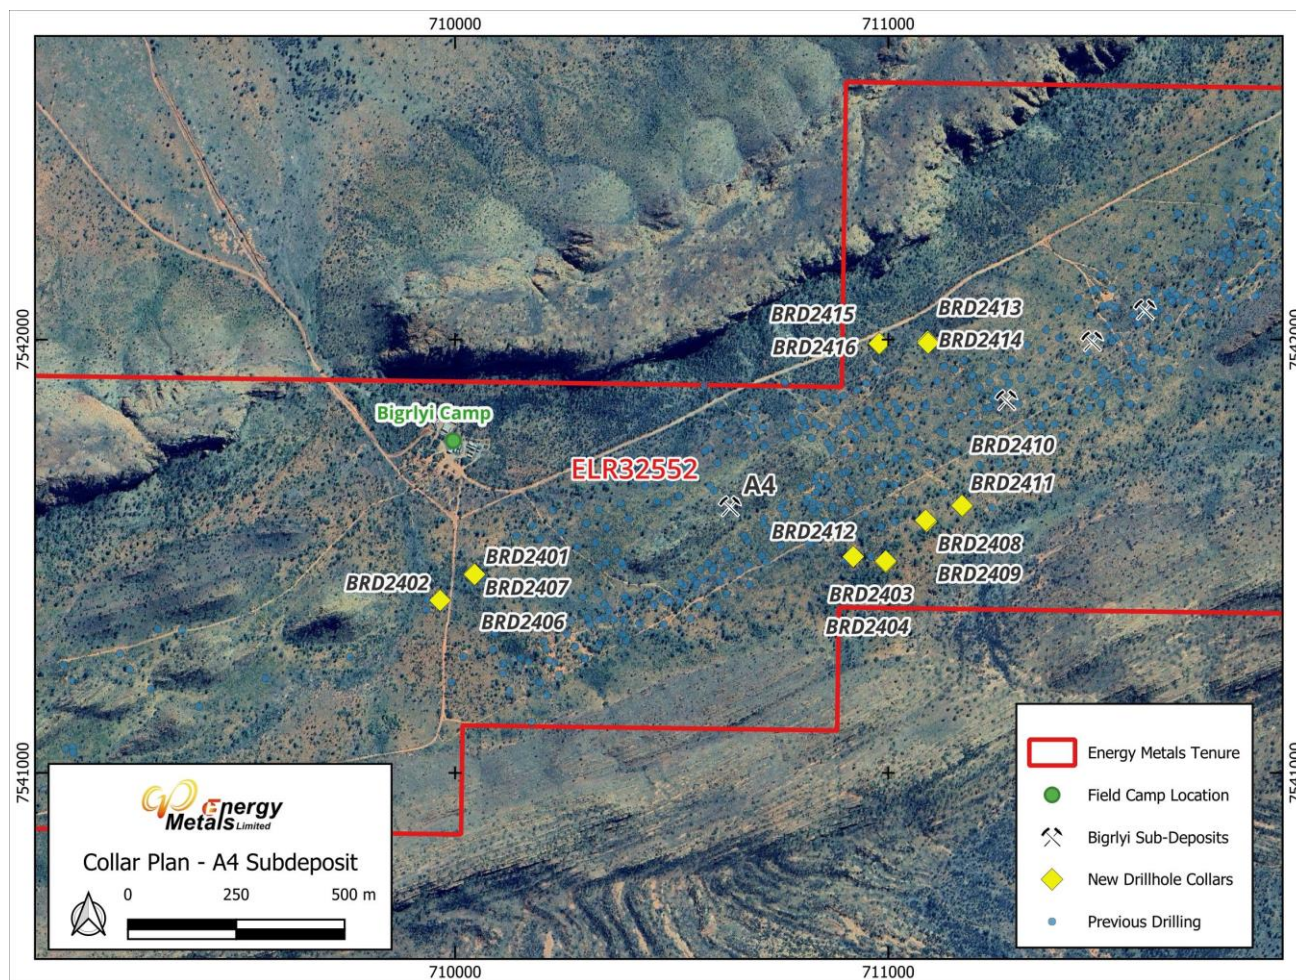 710000
711000
BRD2415
BRD2413
BRD2416
BRD2414
7542000
7542000
Bigrlyi Camp
ELR32552
A4
BRD2410
BRD2411
BRD2412
BRD2408
BRD2409
BRD2401
BRD2402
BRD2407
BRD2403
BRD2406
BRD2404
7541000
7541000
Energy
Metals Limited
Collar Plan - A4 Subdeposit
0 250 500 m
Energy Metals Tenure
Field Camp Location
Bigrlyi Sub-Deposits
New Drillhole Collars
Previous Drilling
710000
711000